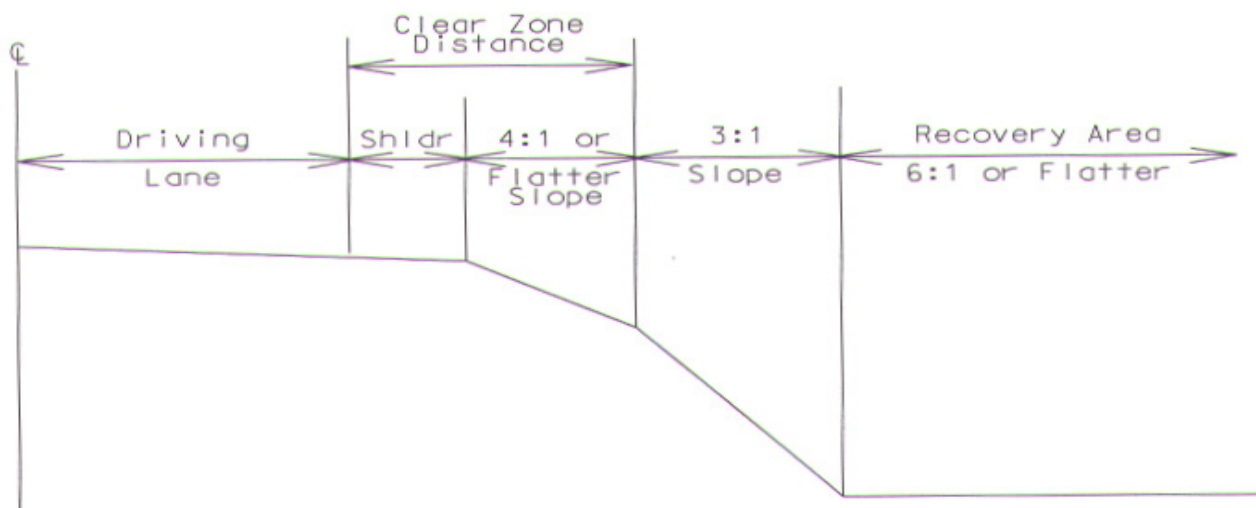 Clear Zone
Distance
℄
Driving
Lane
Shldr
4:1 or
Flatter
Slope
3:1
Slope
Recovery Area
6:1 or Flatter